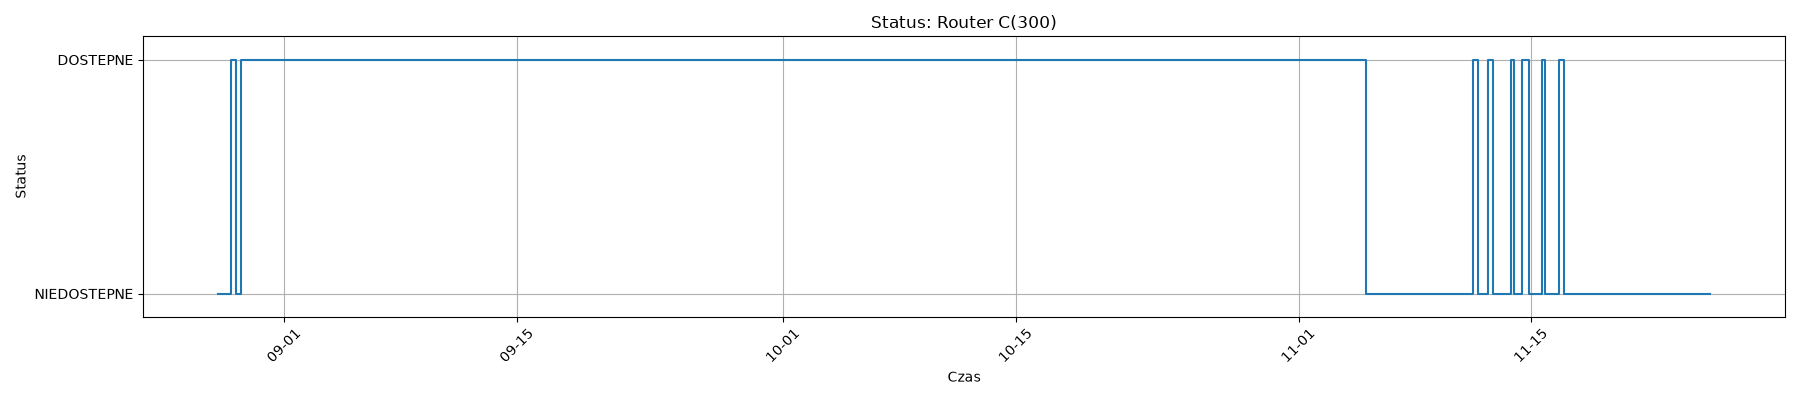 Status: Router C(300)
DOSTEPNE
NIEDOSTEPNE
Status
09-01
09-15
10-01
10-15
11-01
11-15
Czas